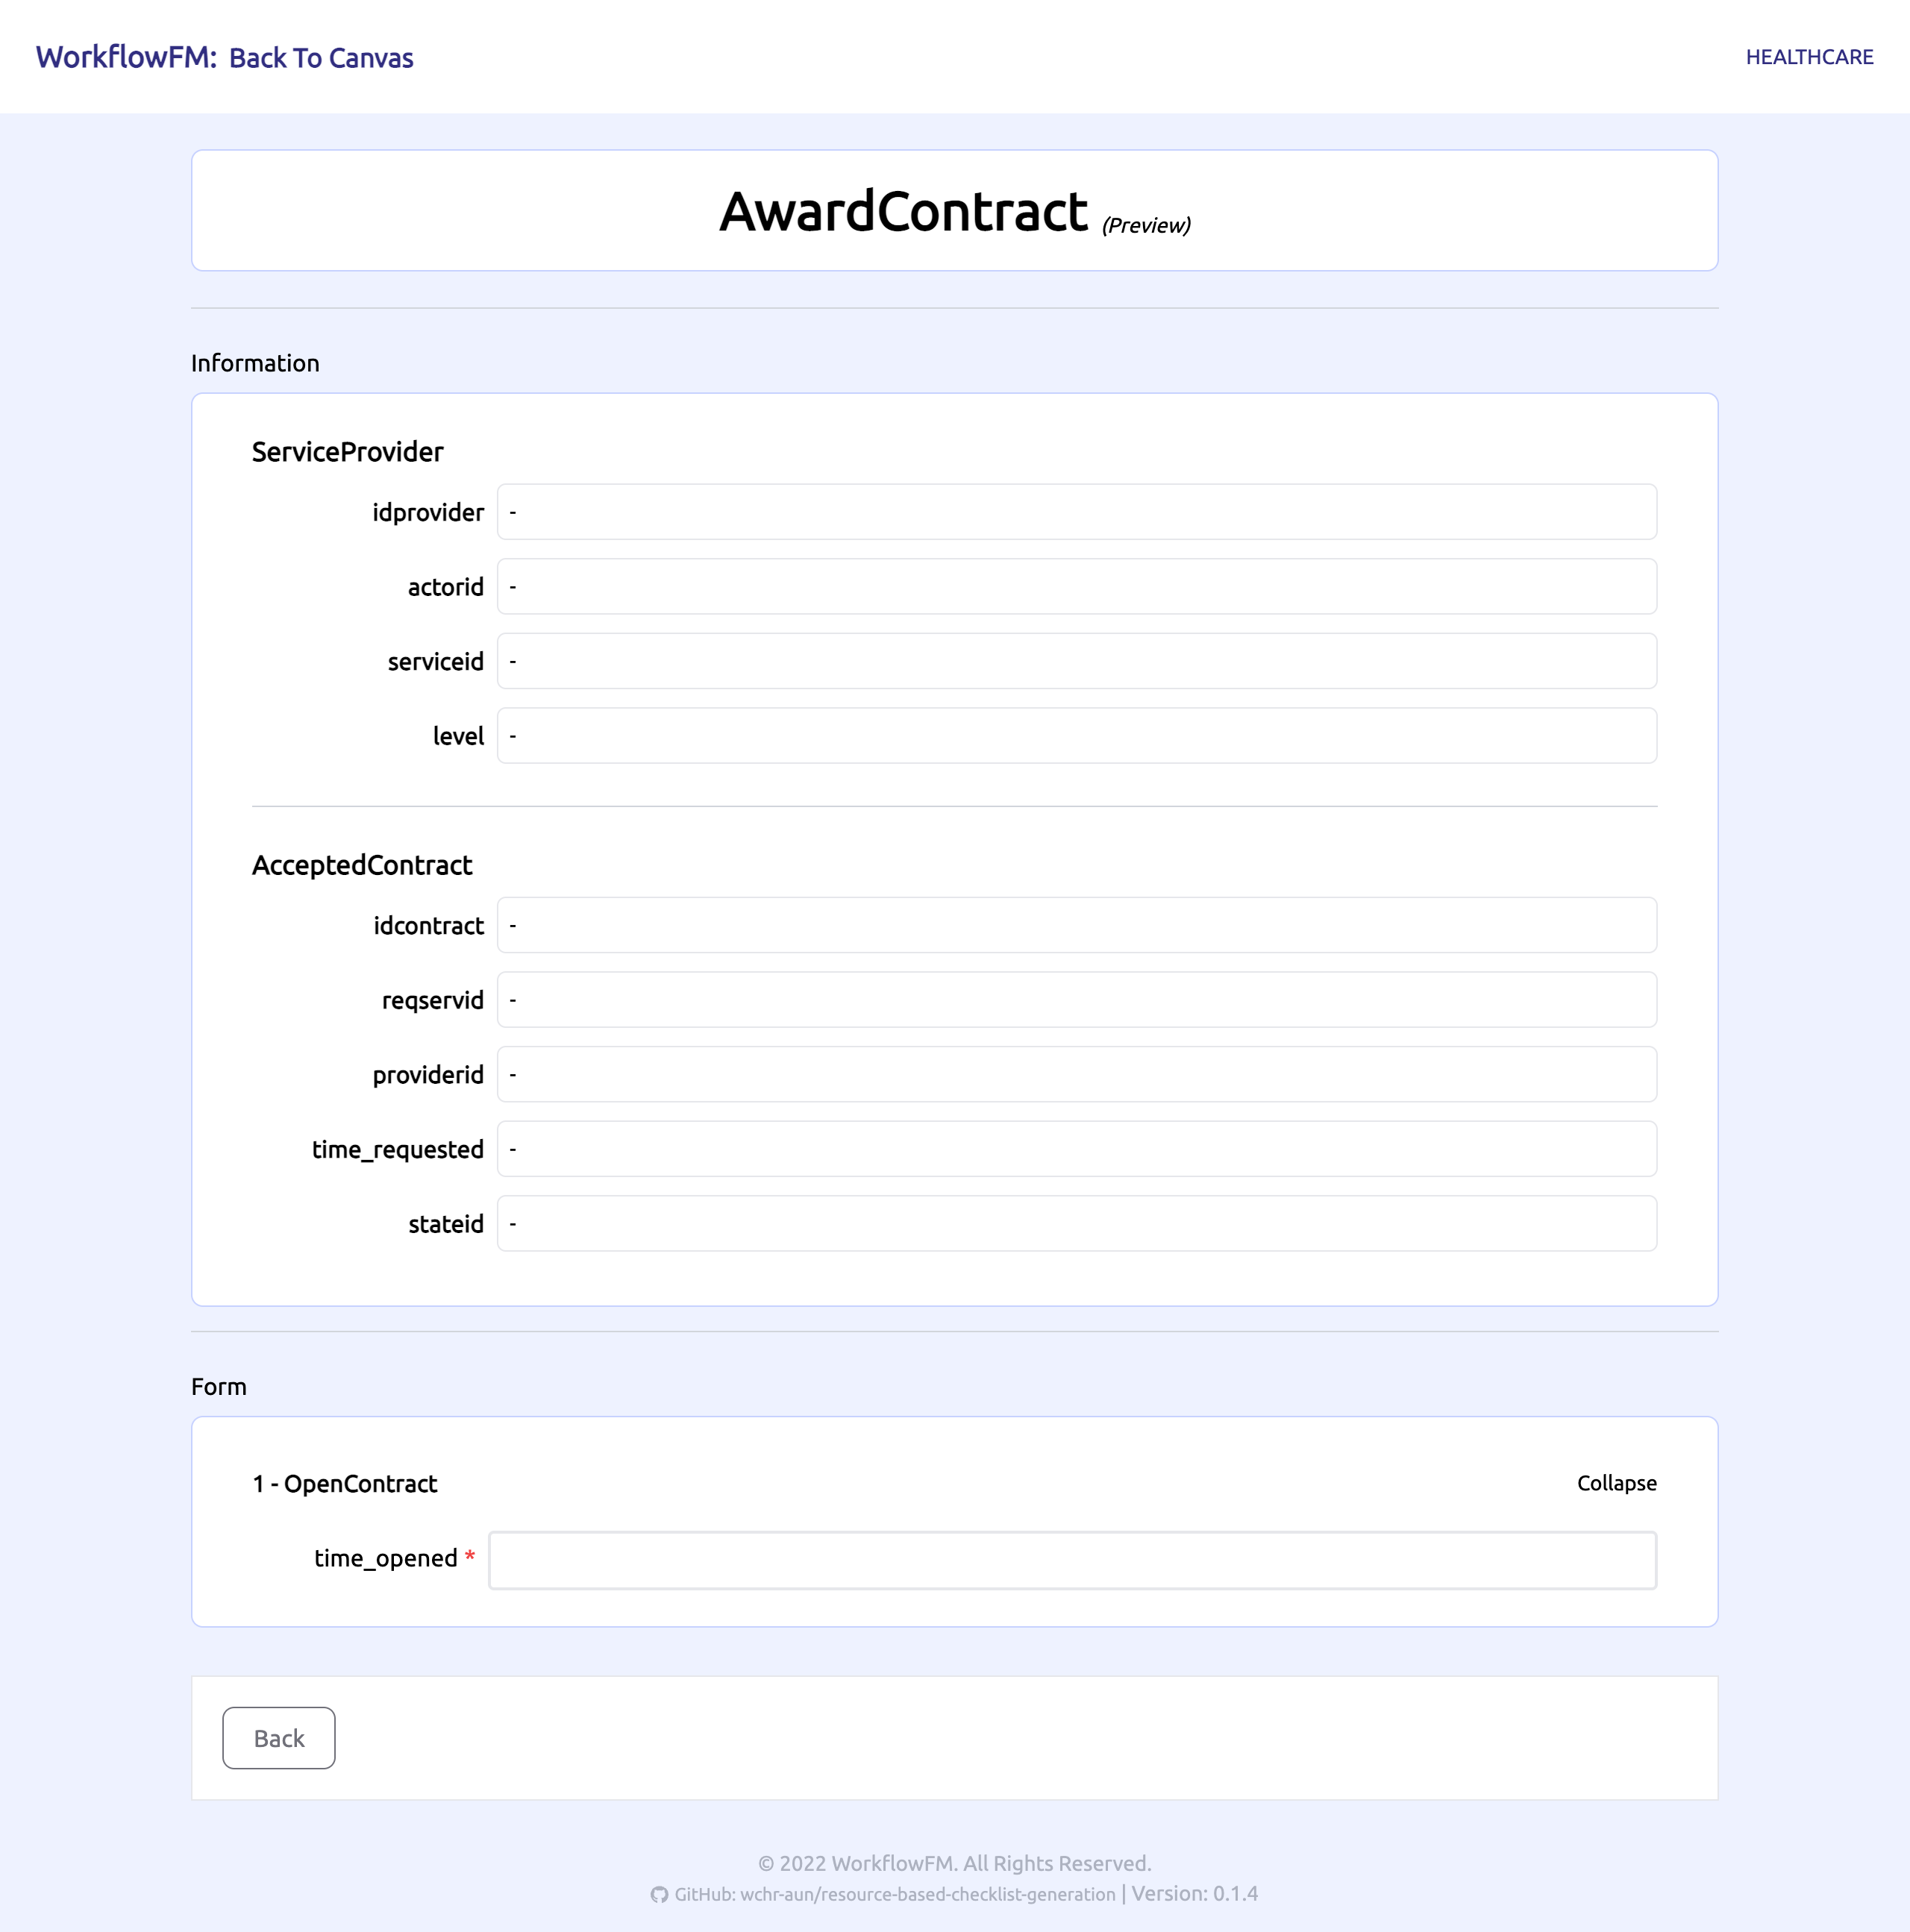 WorkflowFM: Back To Canvas HEALTHCARE
AwardContract (Preview)
Information
ServiceProvider
idprovider -
actorid -
serviceid -
level -
AcceptedContract
idcontract -
reqservid -
providerid -
time_requested -
stateid -
Form
1 - OpenContract Collapse
time_opened *
Back
© 2022 WorkflowFM. All Rights Reserved.
GitHub: wchr-aun/resource-based-checklist-generation | Version: 0.1.4